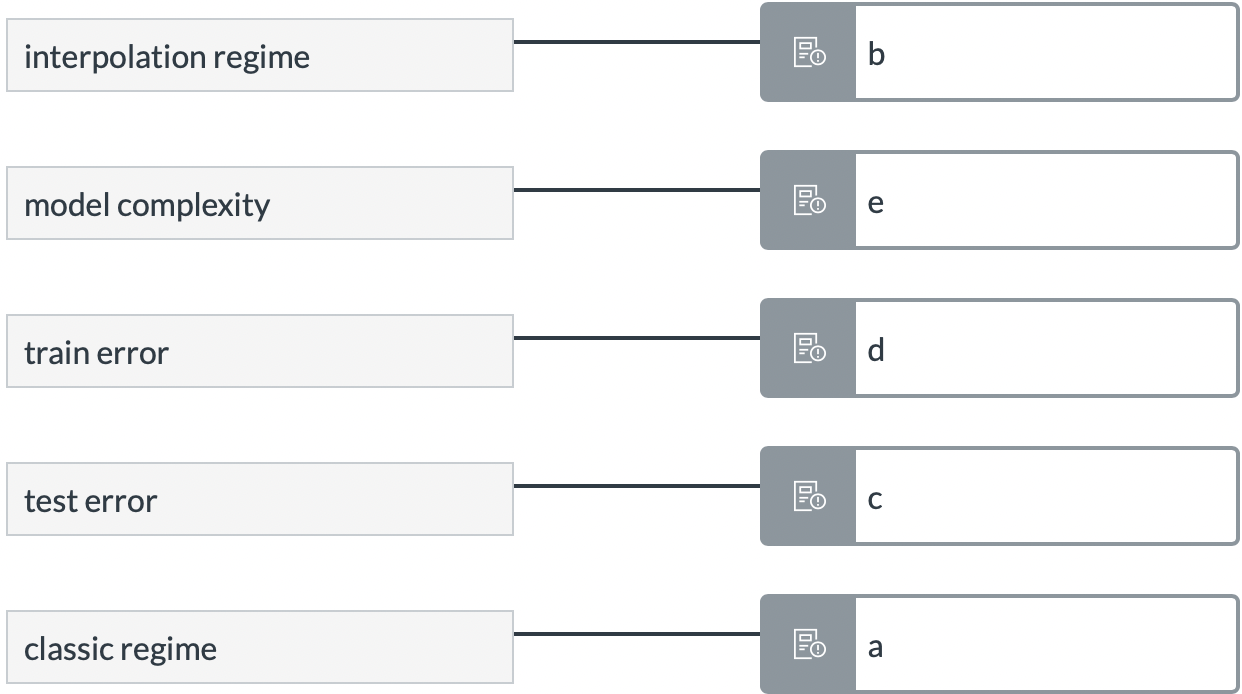 interpolation regime
b
model complexity
e
train error
d
test error
c
classic regime
a